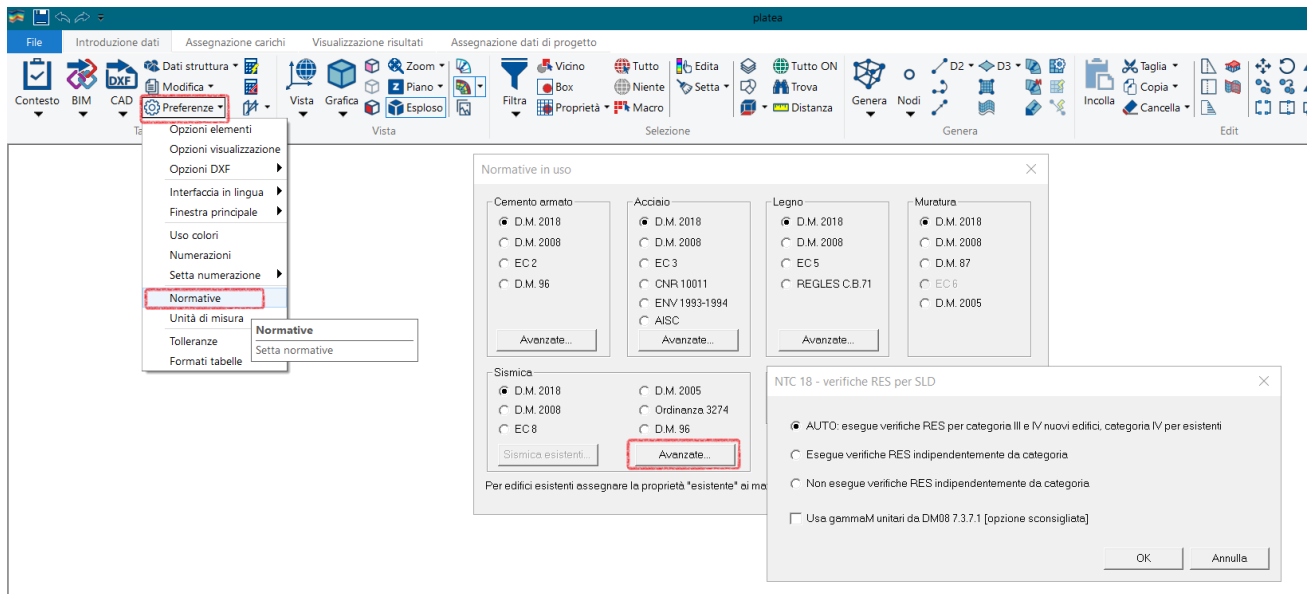 platea
File Introduzione dati Assegnazione carichi Visualizzazione risultati Assegnazione dati di progetto
Contesto
BIM
DXF
CAD
Dati struttura
Modifica
Preferenze
Vista
Grafica
Zoom
Z Piano
Esploso
Vista
Filtra
Vicino
Box
Proprietà
Tutto
Niente
Macro
Edita
Setta
Tutto ON
Trova
Distanza
Selezione
Genera
Nodi
D2
D3
Genera
Incolla
Taglia
Copia
Cancella
Edit
Opzioni elementi
Opzioni visualizzazione
Opzioni DXF
Interfaccia in lingua
Finestra principale
Uso colori
Numerazioni
Setta numerazione
Normative
Unità di misura
Tolleranze
Formati tabelle
Normative
Setta normative
Normative in uso
Cemento armato
D.M. 2018
D.M. 2008
EC 2
D.M. 96
Avanzate...
Acciaio
D.M. 2018
D.M. 2008
EC 3
CNR 10011
ENV 1993-1994
AISC
Avanzate...
Legno
D.M. 2018
D.M. 2008
EC 5
REGLES C.B.71
Avanzate...
Muratura
D.M. 2018
D.M. 2008
D.M. 87
EC 6
D.M. 2005
Sismica
D.M. 2018
D.M. 2008
EC 8
D.M. 2005
Ordinanza 3274
D.M. 96
Sismica esistenti...
Avanzate...
Per edifici esistenti assegnare la proprietà "esistente" ai
NTC 18 - verifiche RES per SLD
AUTO: esegue verifiche RES per categoria III e IV nuovi edifici, categoria IV per esistenti
Esegue verifiche RES indipendentemente da categoria
Non esegue verifiche RES indipendentemente da categoria
Usa gammaM unitari da DM08 7.3.7.1 [opzione sconsigliata]
OK
Annulla